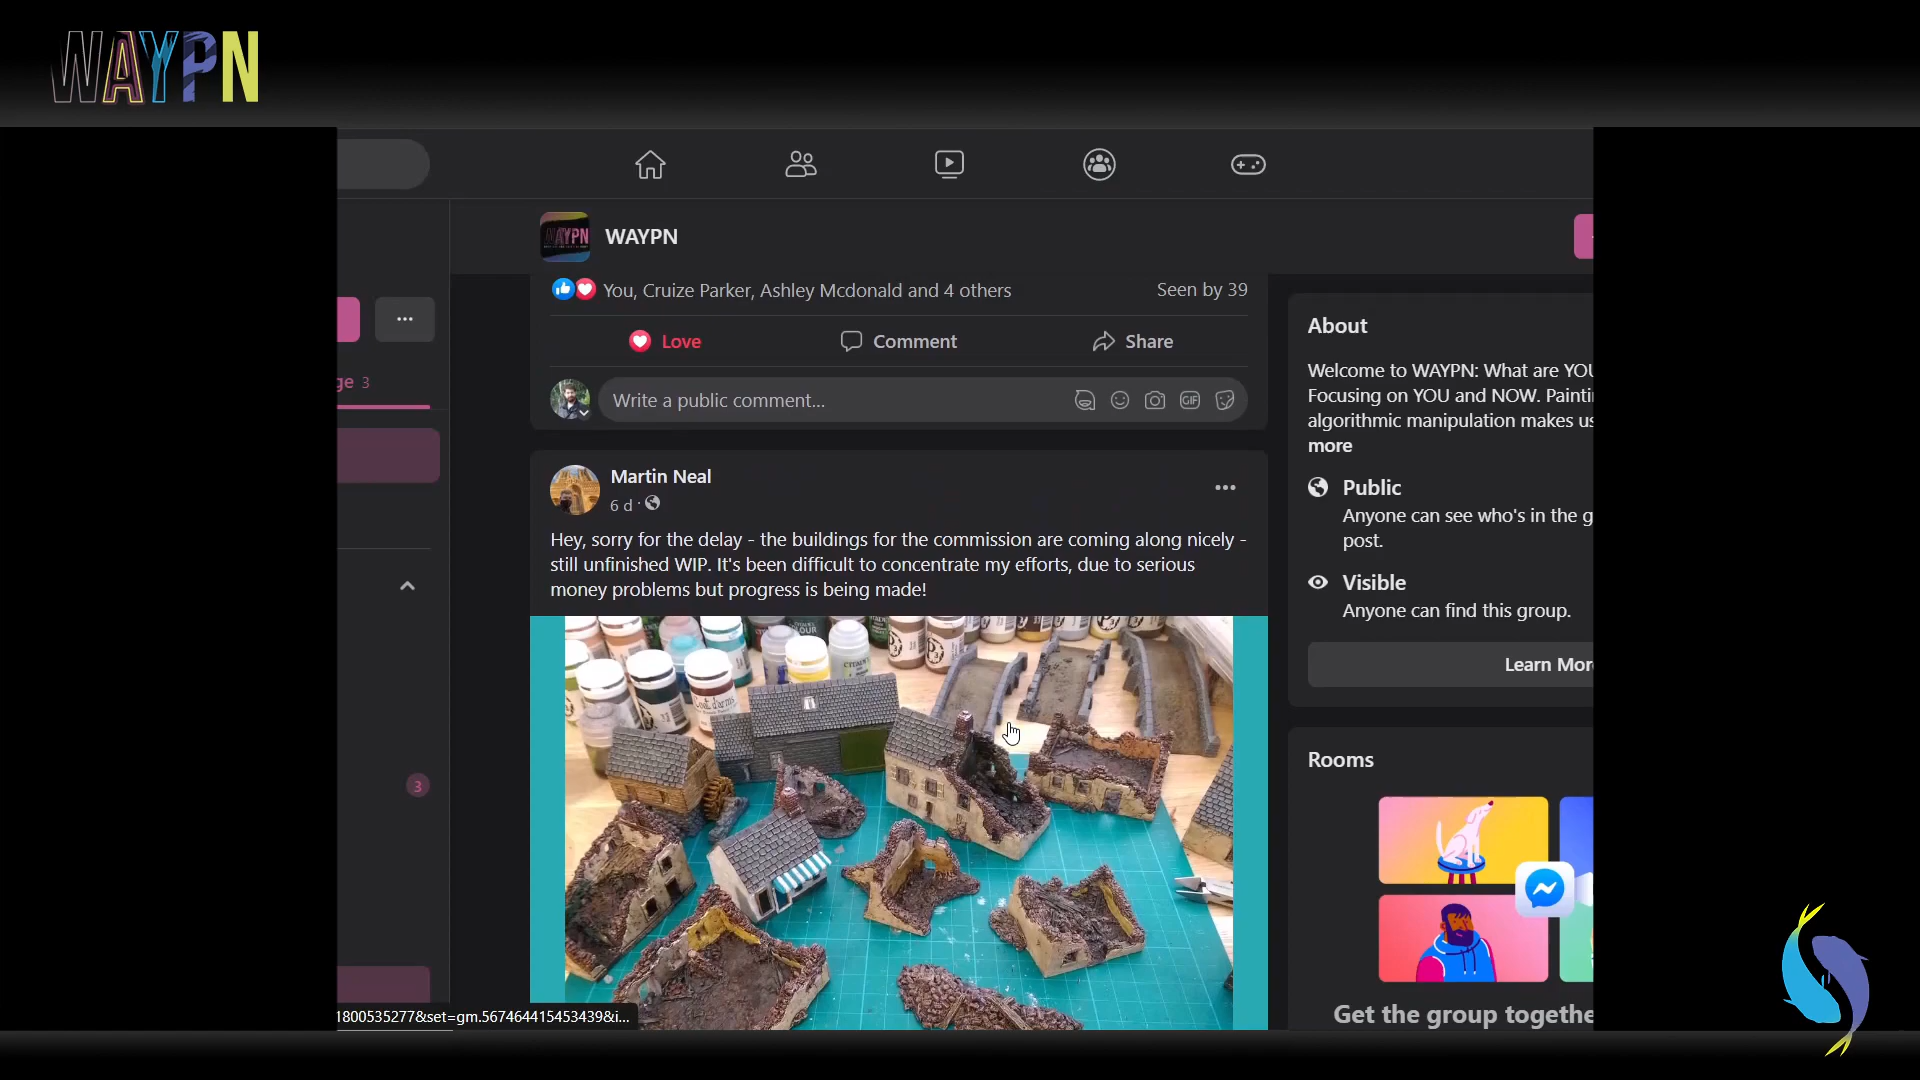 WAYPN
WAYPN
WAYPN
You, Cruize Parker, Ashley Mcdonald and 4 others
Seen by 39
Love
Comment
Share
Write a public comment...
GIF
ge 3
3
Martin Neal
6 d ·
Hey, sorry for the delay - the buildings for the commission are coming along nicely -
still unfinished WIP. It's been difficult to concentrate my efforts, due to serious
money problems but progress is being made!
About
Welcome to WAYPN: What are YOU
Focusing on YOU and NOW. Painti
algorithmic manipulation makes us
more
Public
Anyone can see who's in the g
post.
Visible
Anyone can find this group.
Learn More
Rooms
Get the group togethe
1800535277&set=gm.567464415453439&i...